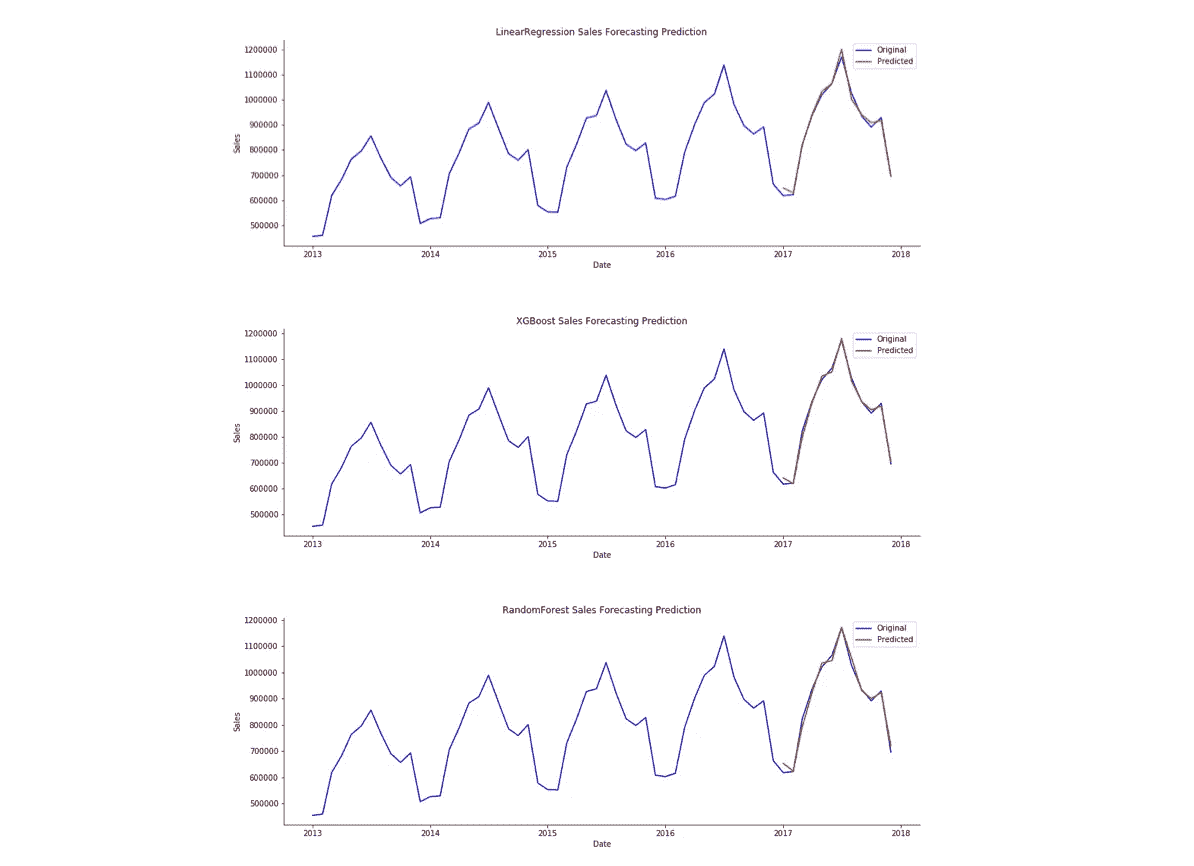 LinearRegression Sales Forecasting Prediction
1200000
1100000
1000000
900000
800000
700000
600000
500000
Sales
Original
Predicted
2013 2014 2015 2016 2017 2018
Date
XGBoost Sales Forecasting Prediction
1200000
1100000
1000000
900000
800000
700000
600000
500000
Sales
Original
Predicted
2013 2014 2015 2016 2017 2018
Date
RandomForest Sales Forecasting Prediction
1200000
1100000
1000000
900000
800000
700000
600000
500000
Sales
Original
Predicted
2013 2014 2015 2016 2017 2018
Date